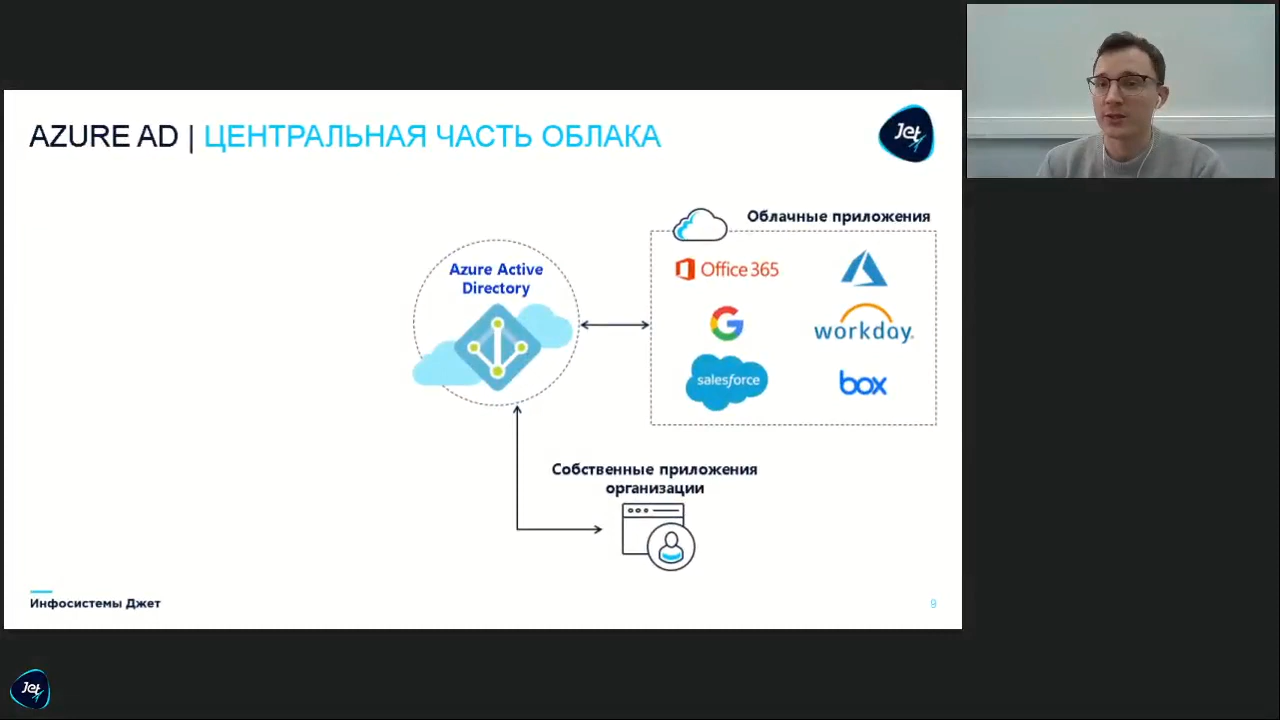 AZURE AD | ЦЕНТРАЛЬНАЯ ЧАСТЬ ОБЛАКА
Jet
Облачные приложения
Azure Active
Directory
Office 365
G
workday.
salesforce
box
Собственные приложения
организации
Инфосистемы Джет
9
Jet